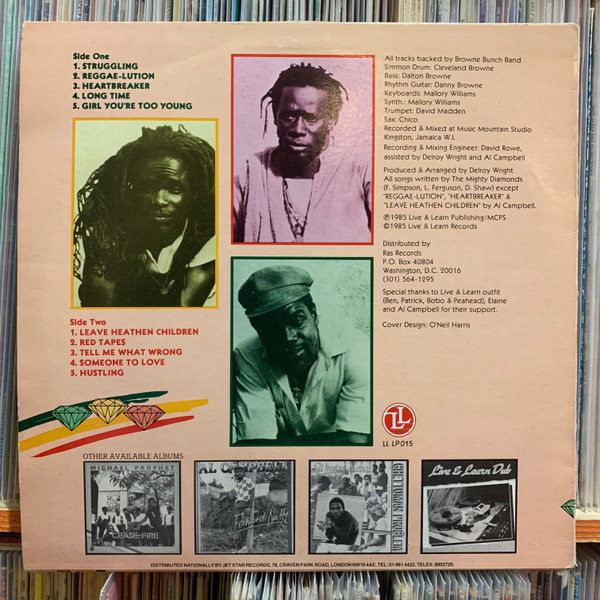 Side One
1. STRUGGLING
2. REGGAE-LUTION
3. HEARTBREAKER
4. LONG TIME
5. GIRL YOU'RE TOO YOUNG
Side Two
1. LEAVE HEATHEN CHILDREN
2. RED TAPES
3. TELL ME WHAT WRONG
4. SOMEONE TO LOVE
5. HUSTLING
All tracks backed by Browne Bunch Band
Simmon Drum: Cleveland Browne
Bass: Dalton Browne
Rhythm Guitar: Danny Browne
Keyboards: Mallory Williams
Synth.: Mallory Williams
Trumpet: David Madden
Sax: Chico
Recorded & Mixed at Music Mountain Studio
Kingston, Jamaica W.I.
Recording & Mixing Engineer: David Rowe,
assisted by Delroy Wright and Al Campbell
Produced & Arranged by Delroy Wright
All songs written by The Mighty Diamonds
(F. Simpson, L. Ferguson, D. Shaw) except
"REGGAE-LUTION", "HEARTBREAKER" &
"LEAVE HEATHEN CHILDREN" by Al Campbell.
℗1985 Live & Learn Publishing/MCPS
©1985 Live & Learn Records
Distributed by
Ras Records
P.O. Box 40804
Washington, D.C. 20016
(301) 564-1295
Special thanks to Live & Learn outfit
(Ben, Patrick, Bobo & Peahead), Elaine
and Al Campbell for their support.
Cover Design: O'Neil Harris
LL
LL LP015
OTHER AVAILABLE ALBUMS
MICHAEL PROPHET
CEASE-FIRE
AL CAMPBELL
Forward Natty
Live & Learn Dub
DISTRIBUTED NATIONALLY BY JET STAR RECORDS, 78, CRAVEN PARK ROAD, LONDON NW10 4AE, TEL: 01-961 4422, TELEX: 8952720.